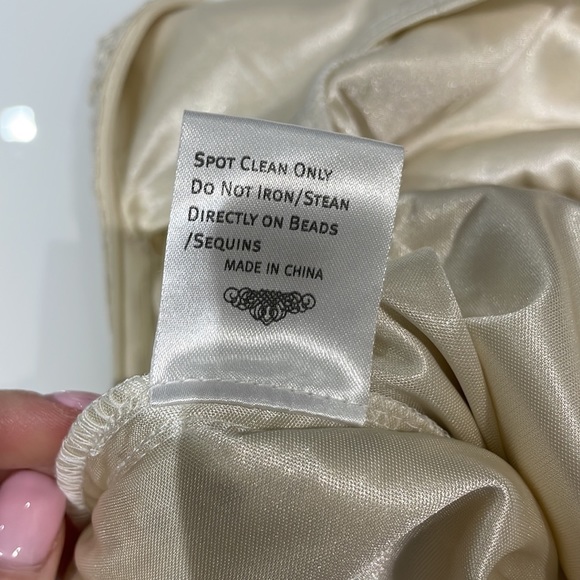 Spot Clean Only
Do Not Iron/Stean
Directly on Beads
/Sequins
MADE IN CHINA